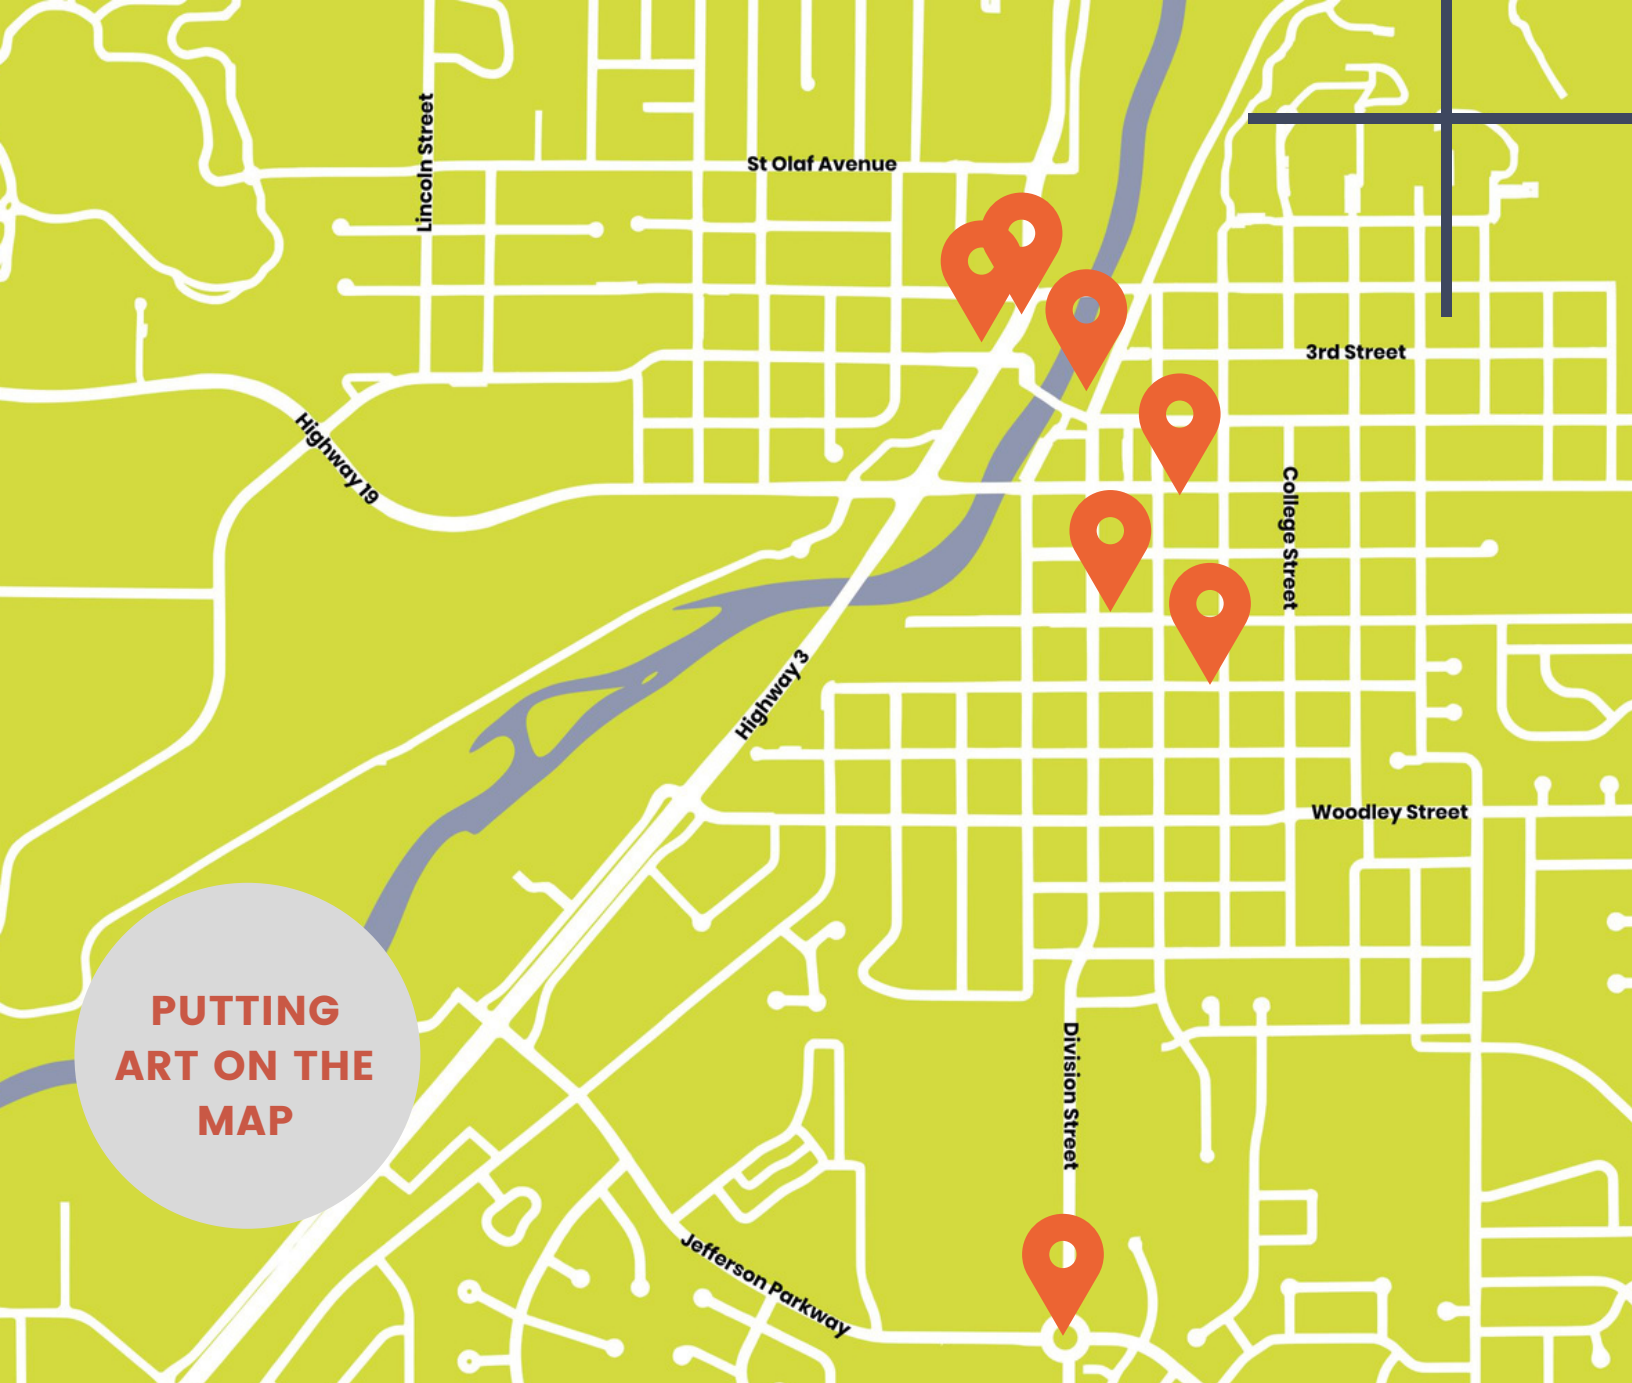 Lincoln Street
St Olaf Avenue
3rd Street
Highway 19
College Street
Highway 3
Woodley Street
PUTTING
ART ON THE
MAP
Division Street
Jefferson Parkway